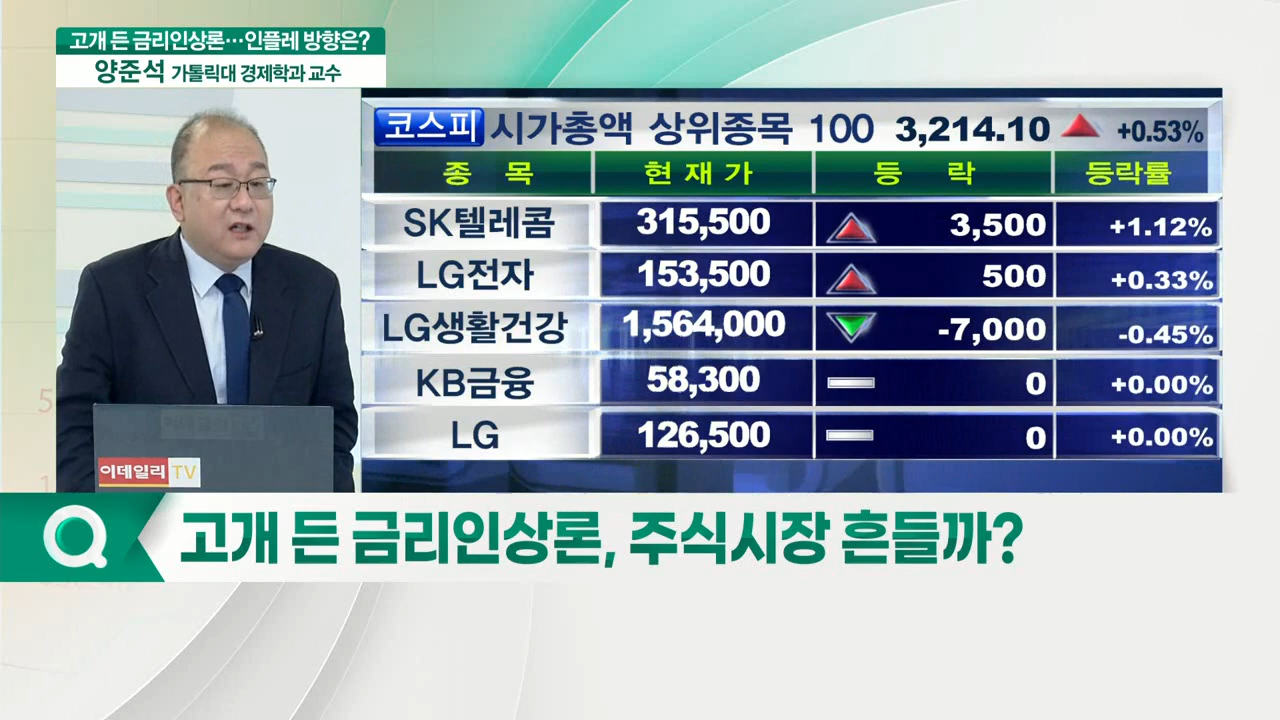 고개 든 금리인상론…인플레 방향은?
양준석 가톨릭대 경제학과 교수
코스피 시가총액 상위종목 100 3,214.10 ▲ +0.53%
종 목 현 재 가 등 락 등락률
SK텔레콤 315,500 ▲ 3,500 +1.12%
LG전자 153,500 ▲ 500 +0.33%
LG생활건강 1,564,000 ▼ -7,000 -0.45%
KB금융 58,300 0 +0.00%
LG 126,500 0 +0.00%
이데일리 TV
고개 든 금리인상론, 주식시장 흔들까?